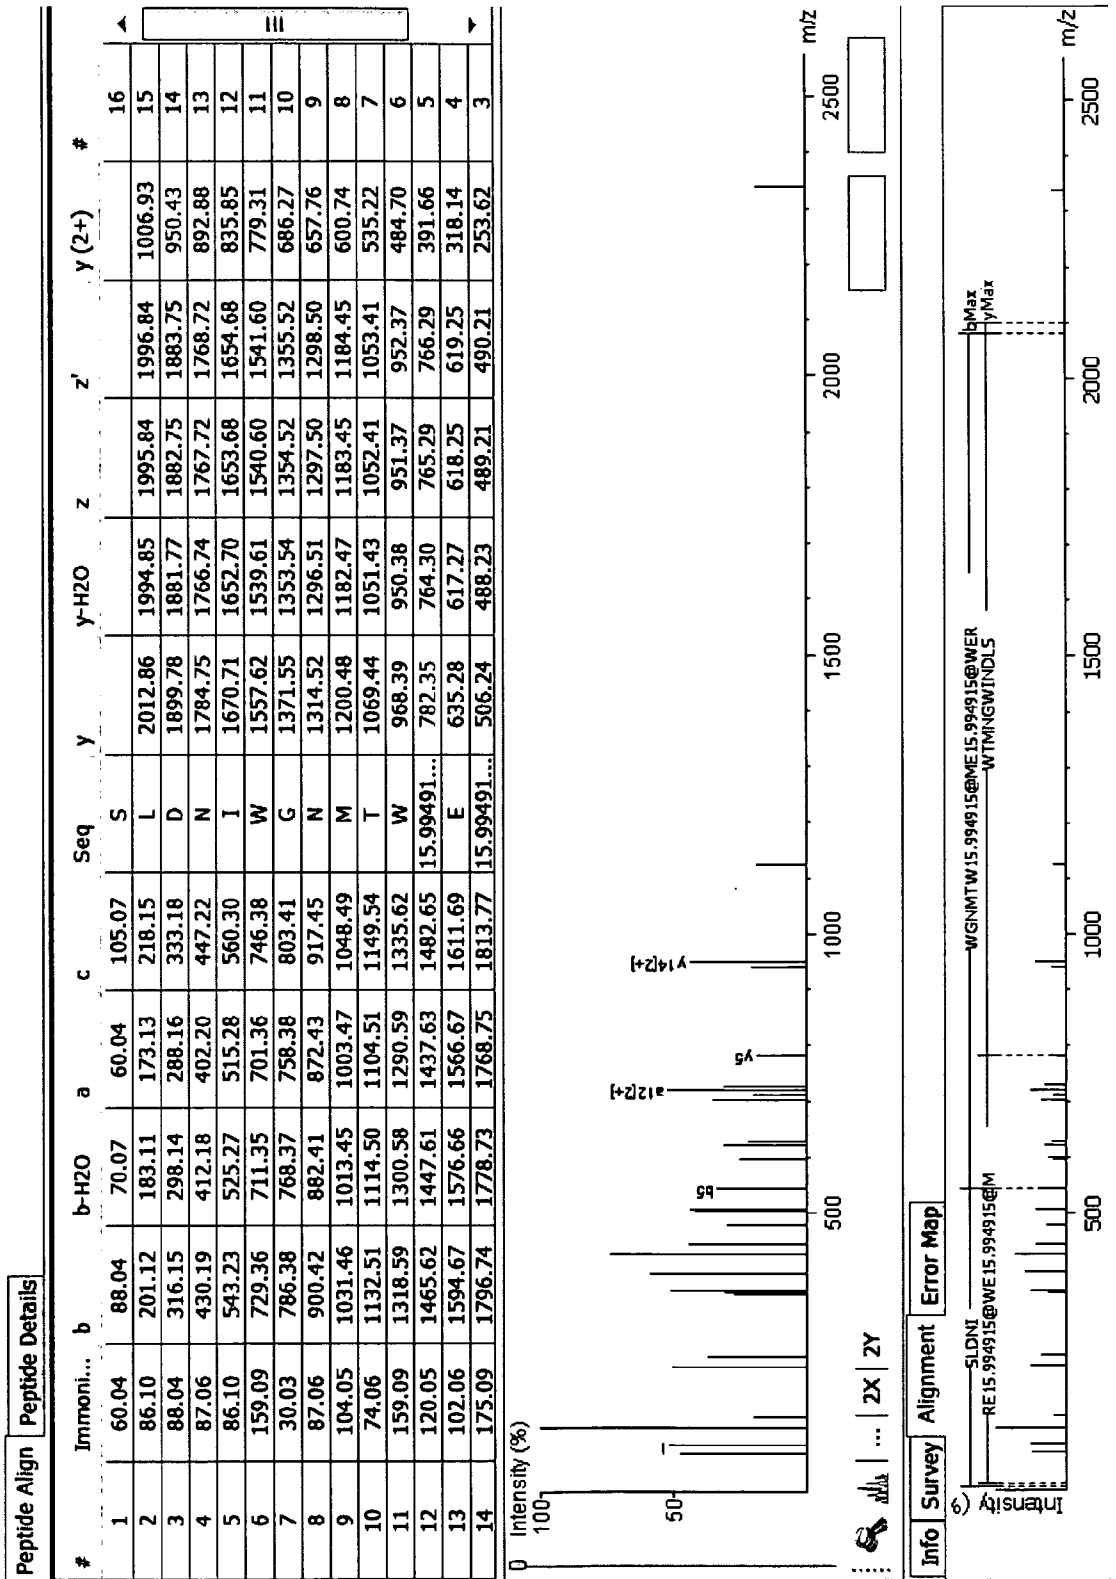 Peptide Align Peptide Details
# Immoni... b b-H2O a c Seq y y-H2O z z' y (2+) #
1 60.04 88.04 70.07 60.04 105.07 S 16
2 86.10 201.12 183.11 173.13 218.15 L 2012.86 1994.85 1995.84 1996.84 1006.93 15
3 88.04 316.15 298.14 288.16 333.18 D 1899.78 1881.77 1882.75 1883.75 950.43 14
4 87.06 430.19 412.18 402.20 447.22 N 1784.75 1766.74 1767.72 1768.72 892.88 13
5 86.10 543.23 525.27 515.28 560.30 I 1670.71 1652.70 1653.68 1654.68 835.85 12
6 159.09 729.36 711.35 701.36 746.38 W 1557.62 1539.61 1540.60 1541.60 779.31 11
7 30.03 786.38 768.37 758.38 803.41 G 1371.55 1353.54 1354.52 1355.52 686.27 10
8 87.06 900.42 882.41 872.43 917.45 N 1314.52 1296.51 1297.50 1298.50 657.76 9
9 104.05 1031.46 1013.45 1003.47 1048.49 M 1200.48 1182.47 1183.45 1184.45 600.74 8
10 74.06 1132.51 1114.50 1104.51 1149.54 T 1069.44 1051.43 1052.41 1053.41 535.22 7
11 159.09 1318.59 1300.58 1290.59 1335.62 W 968.39 950.38 951.37 952.37 484.70 6
12 120.05 1465.62 1447.61 1437.63 1482.65 15.99491... 782.35 764.30 765.29 766.29 391.66 5
13 102.06 1594.67 1576.66 1566.67 1611.69 E 635.28 617.27 618.25 619.25 318.14 4
14 175.09 1796.74 1778.73 1768.75 1813.77 15.99491... 506.24 488.23 489.21 490.21 253.62 3
Intensity (%)
100
50
0
b5
a12[2+]
y5
y14[2+]
500 1000 1500 2000 2500 m/z
... 2X 2Y
Info Survey Alignment Error Map
Intensity (%)
SLDNI WGNMTW15.994915@ME15.994915@WER bMax
RE15.994915@WE15.994915@M WTMNGWINDLS yMax
500 1000 1500 2000 2500 m/z